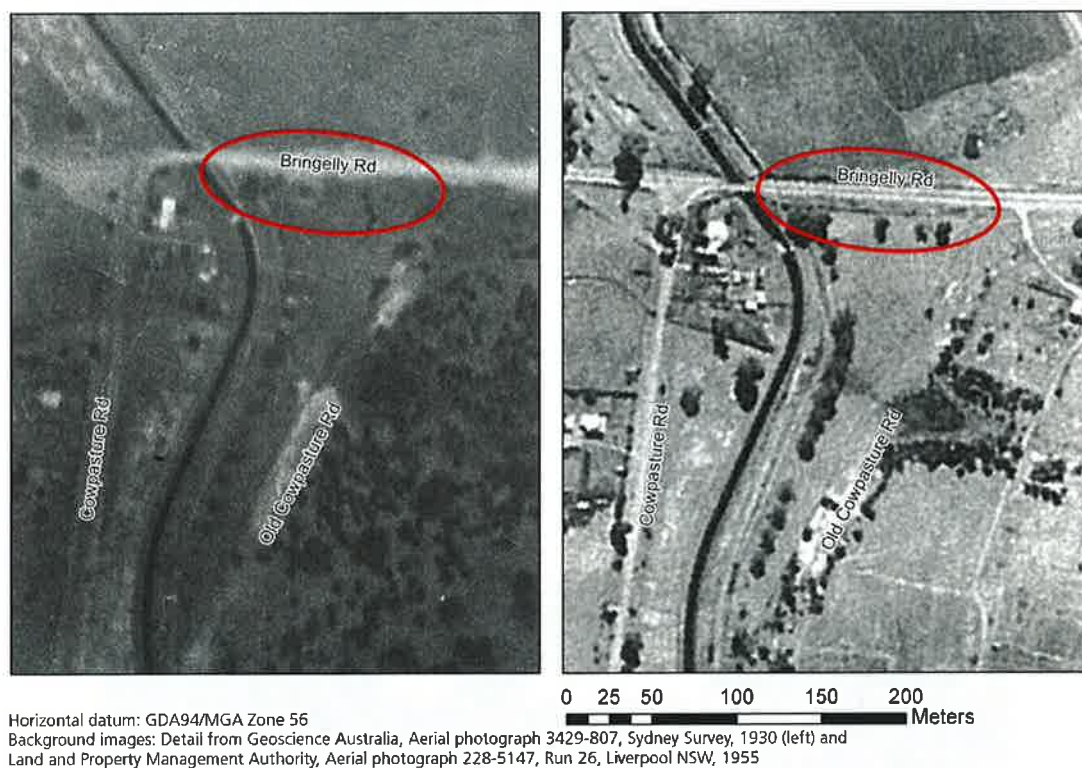 Bringelly Rd
Cowpasture Rd
Old Cowpasture Rd
Bringelly Rd
Cowpasture Rd
Old Cowpasture Rd
0 25 50 100 150 200
Meters
Horizontal datum: GDA94/MGA Zone 56
Background images: Detail from Geoscience Australia, Aerial photograph 3429-807, Sydney Survey, 1930 (left) and
Land and Property Management Authority, Aerial photograph 228-5147, Run 26, Liverpool NSW, 1955